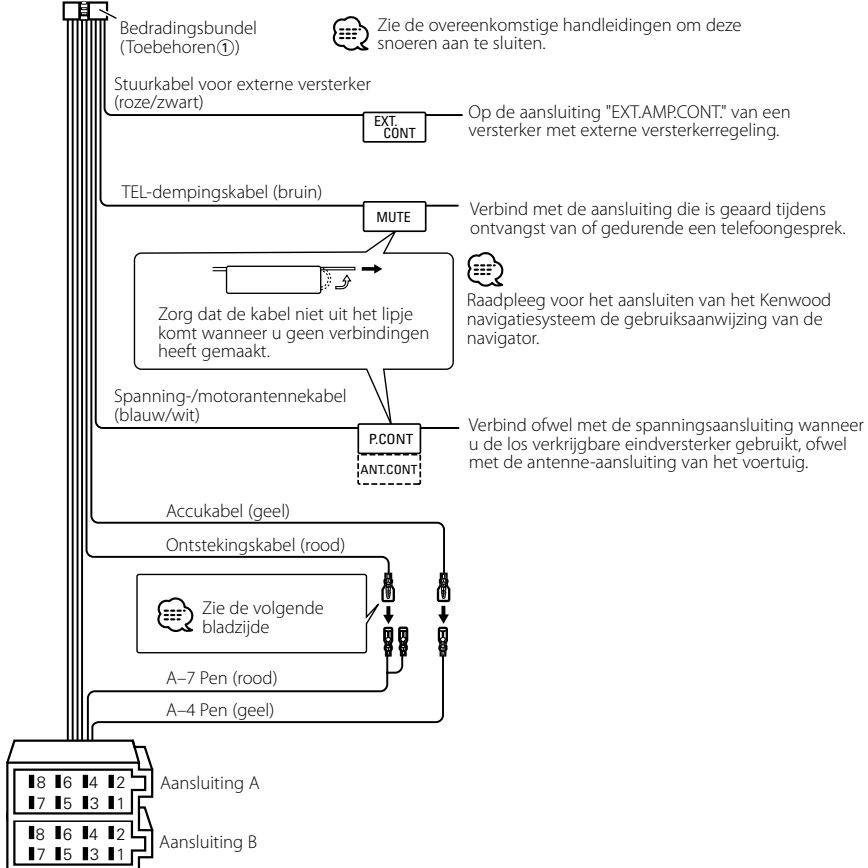 Bedradingsbundel
(Toebehoren①)
Zie de overeenkomstige handleidingen om deze
snoeren aan te sluiten.
Stuurkabel voor externe versterker
(roze/zwart)
EXT.
CONT
Op de aansluiting "EXT.AMP.CONT." van een
versterker met externe versterkerregeling.
TEL-dempingskabel (bruin)
MUTE
Verbind met de aansluiting die is geaard tijdens
ontvangst van of gedurende een telefoongesprek.
Zorg dat de kabel niet uit het lipje
komt wanneer u geen verbindingen
heeft gemaakt.
Raadpleeg voor het aansluiten van het Kenwood
navigatiesysteem de gebruiksaanwijzing van de
navigator.
Spanning-/motorantennekabel
(blauw/wit)
P.CONT
ANT.CONT
Verbind ofwel met de spanningsaansluiting wanneer
u de los verkrijgbare eindversterker gebruikt, ofwel
met de antenne-aansluiting van het voertuig.
Accukabel (geel)
Ontstekingskabel (rood)
Zie de volgende
bladzijde
A–7 Pen (rood)
A–4 Pen (geel)
8 6 4 2
7 5 3 1
Aansluiting A
8 6 4 2
7 5 3 1
Aansluiting B